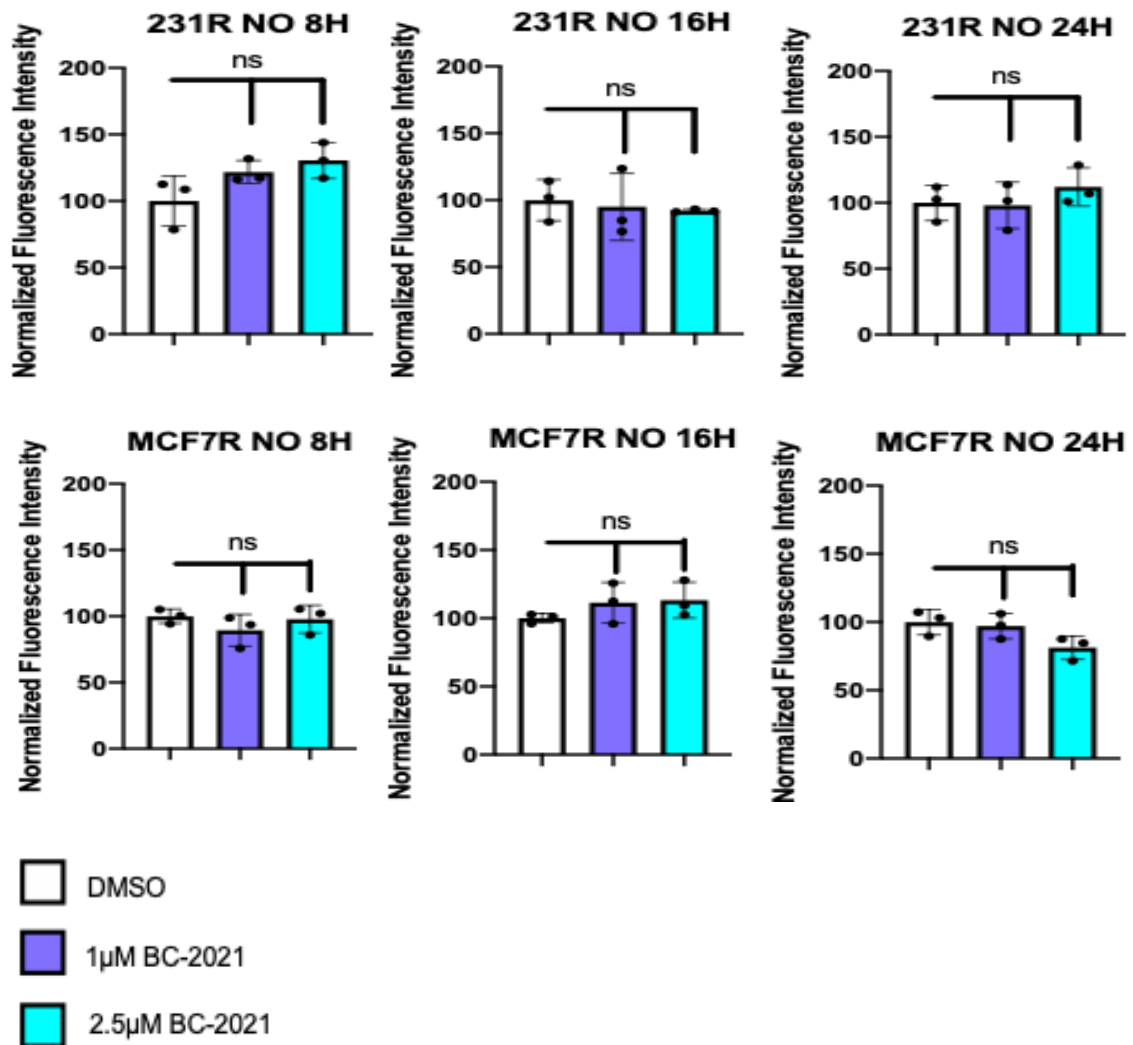 231R NO 8H
Normalized Fluorescence Intensity
200
150
100
50
0
ns
231R NO 16H
Normalized Fluorescence Intensity
200
150
100
50
0
ns
231R NO 24H
Normalized Fluorescence Intensity
200
150
100
50
0
ns
MCF7R NO 8H
Normalized Fluorescence Intensity
200
150
100
50
0
ns
MCF7R NO 16H
Normalized Fluorescence Intensity
200
150
100
50
0
ns
MCF7R NO 24H
Normalized Fluorescence Intensity
200
150
100
50
0
ns
DMSO
1µM BC-2021
2.5µM BC-2021